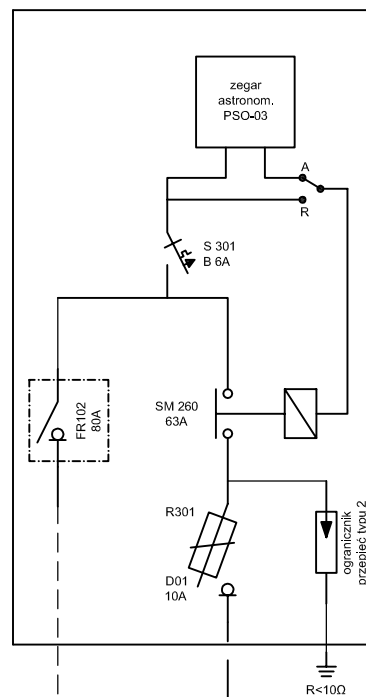 zegar
astronom.
PSO-03
A
R
S 301
B 6A
SM 260
63A
FR102
80A
R301
D01
10A
ogranicznik
przepięć typu 2
R<10Ω